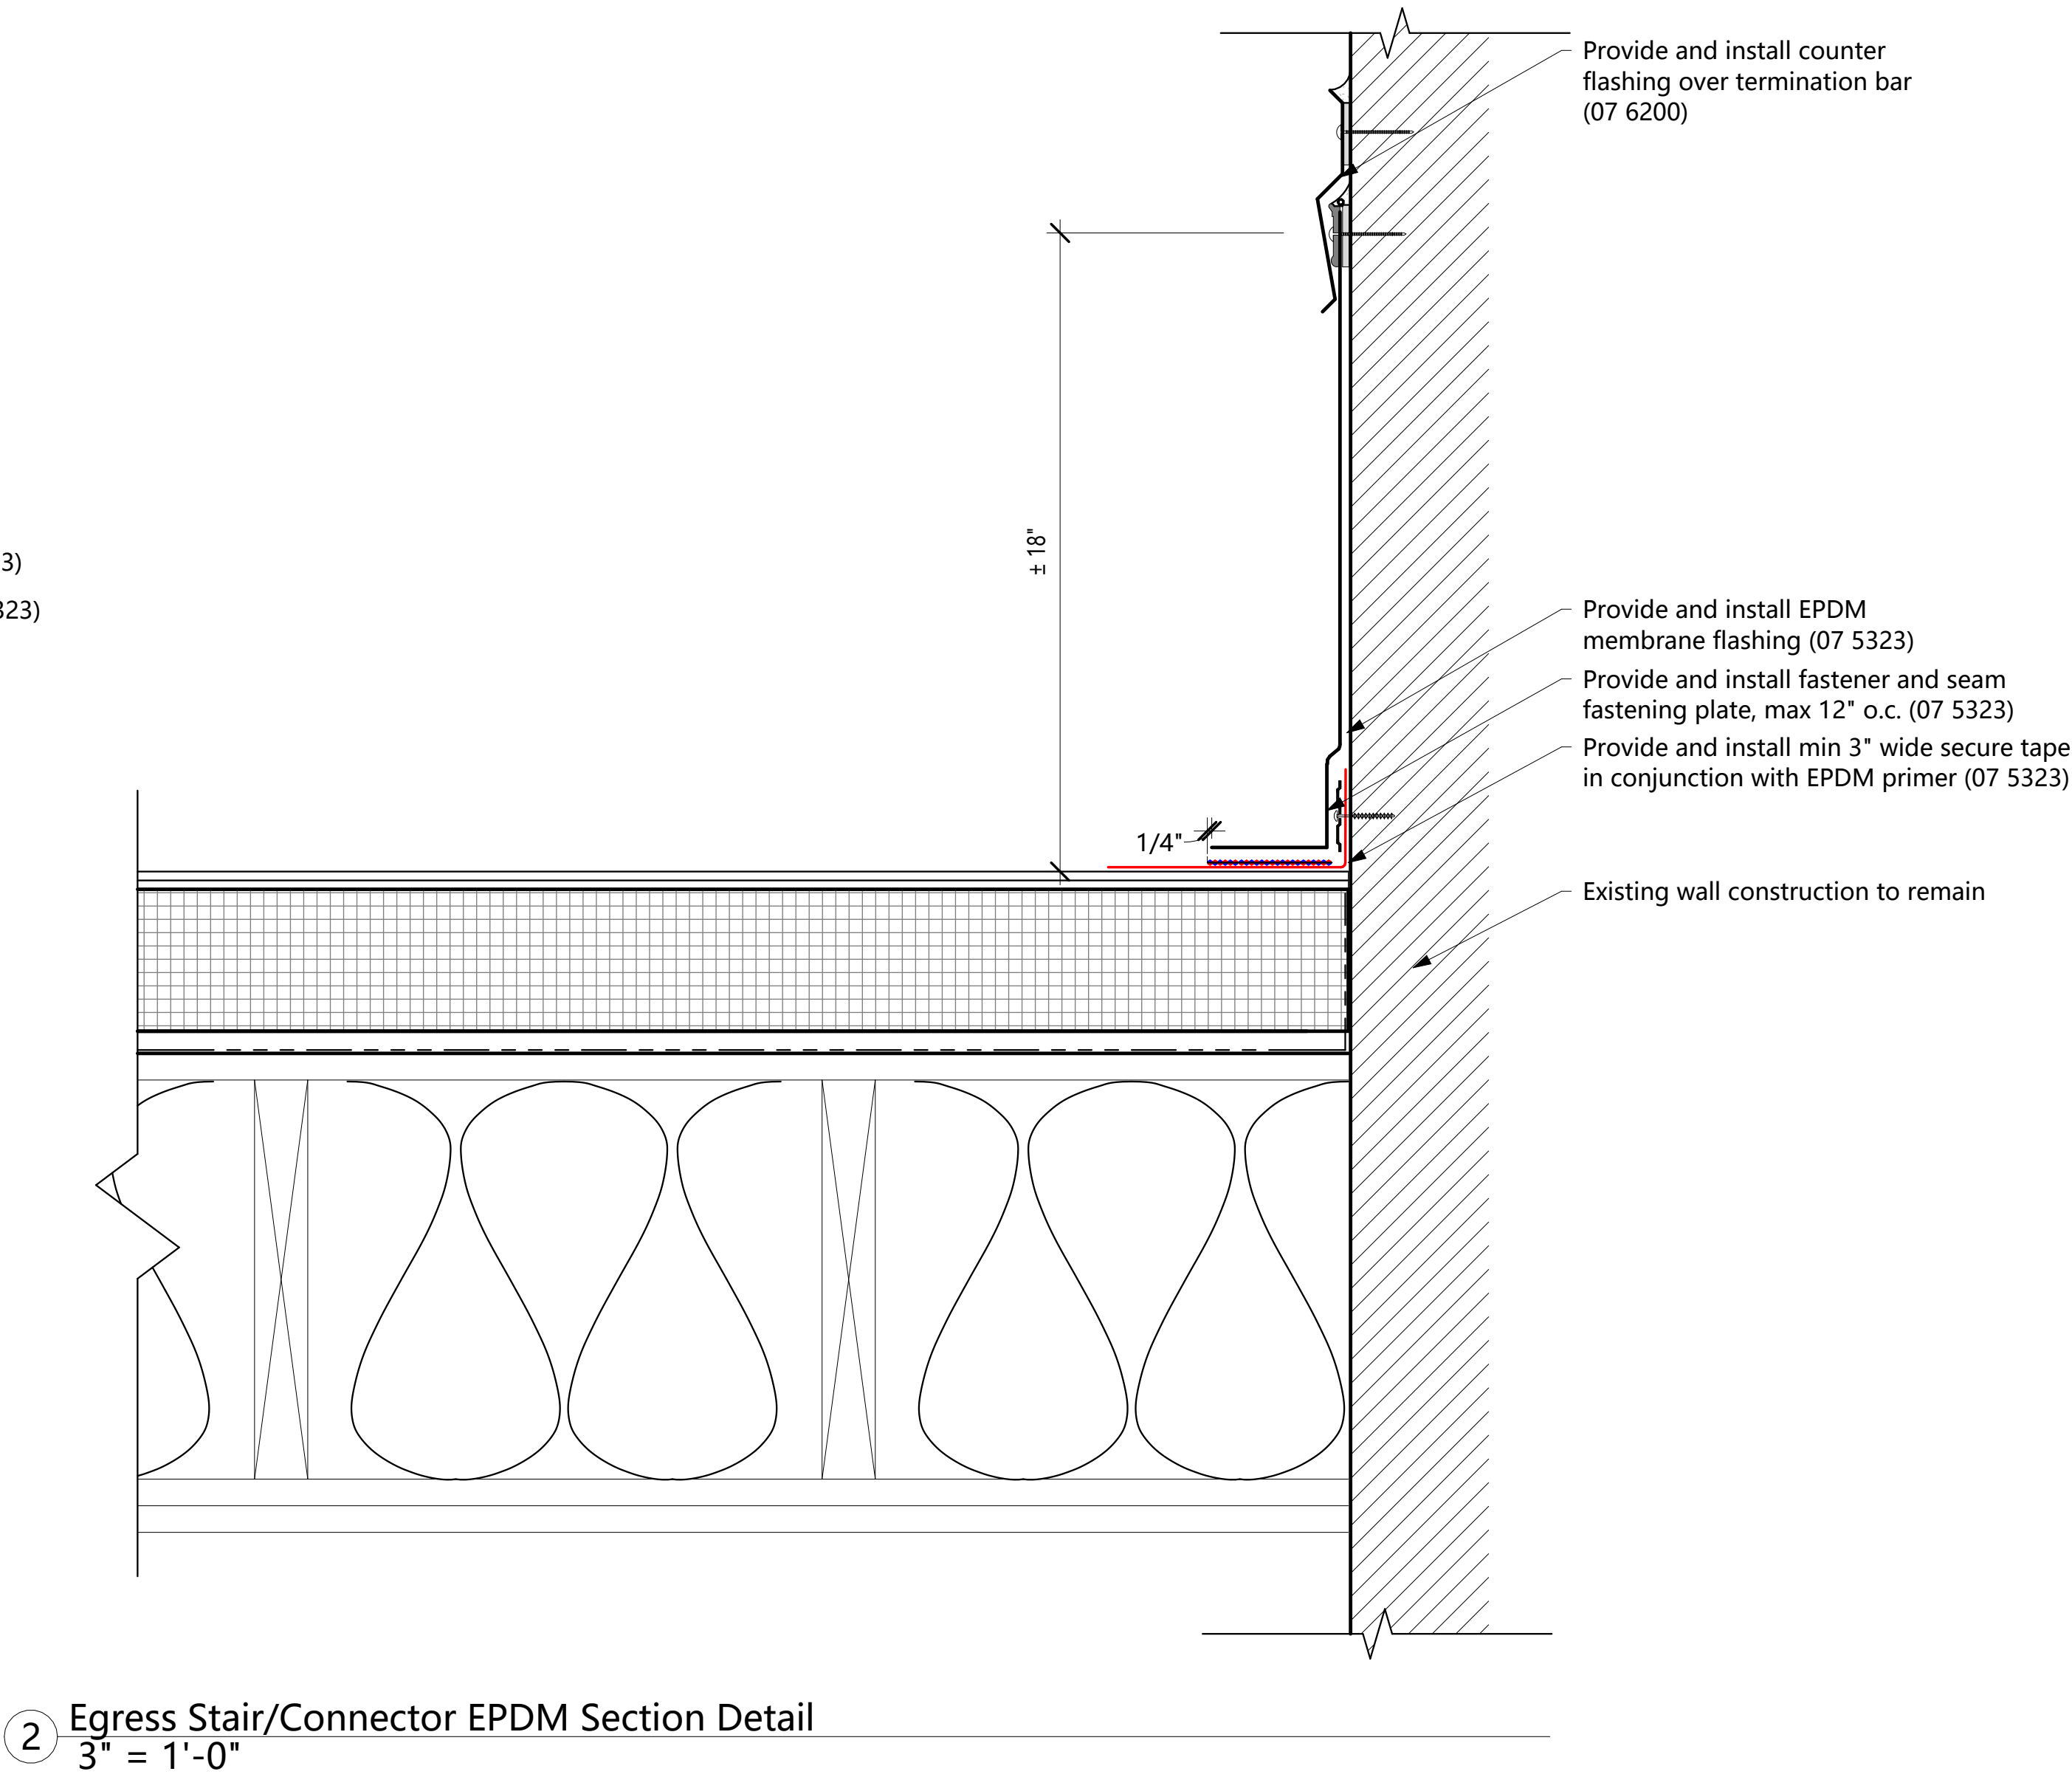 Provide and install counter
flashing over termination bar
(07 6200)
± 18"
3)
323)
Provide and install EPDM
membrane flashing (07 5323)
Provide and install fastener and seam
fastening plate, max 12" o.c. (07 5323)
Provide and install min 3" wide secure tape
in conjunction with EPDM primer (07 5323)
1/4"
Existing wall construction to remain
2
Egress Stair/Connector EPDM Section Detail
3" = 1'-0"